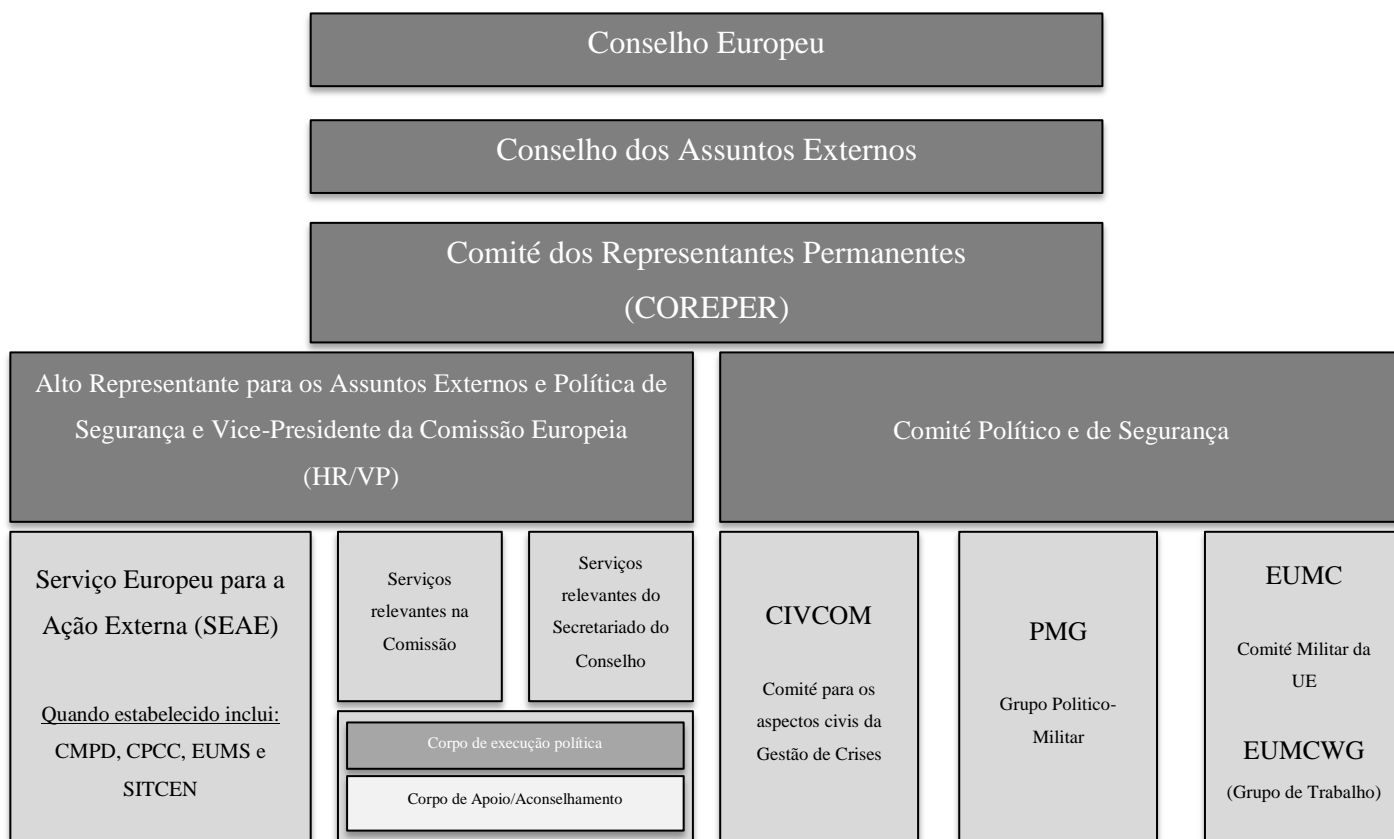 Conselho Europeu
Conselho dos Assuntos Externos
Comité dos Representantes Permanentes
(COREPER)
Alto Representante para os Assuntos Externos e Política de
Segurança e Vice-Presidente da Comissão Europeia
(HR/VP)
Comité Político e de Segurança
Serviço Europeu para a
Ação Externa (SEAE)
Quando estabelecido inclui:
CMPD, CPCC, EUMS e
SITCEN
Serviços
relevantes na
Comissão
Serviços
relevantes do
Secretariado do
Conselho
Corpo de execução política
Corpo de Apoio/Aconselhamento
CIVCOM
Comité para os
aspectos civis da
Gestão de Crises
PMG
Grupo Politico-
Militar
EUMC
Comité Militar da
UE
EUMCWG
(Grupo de Trabalho)